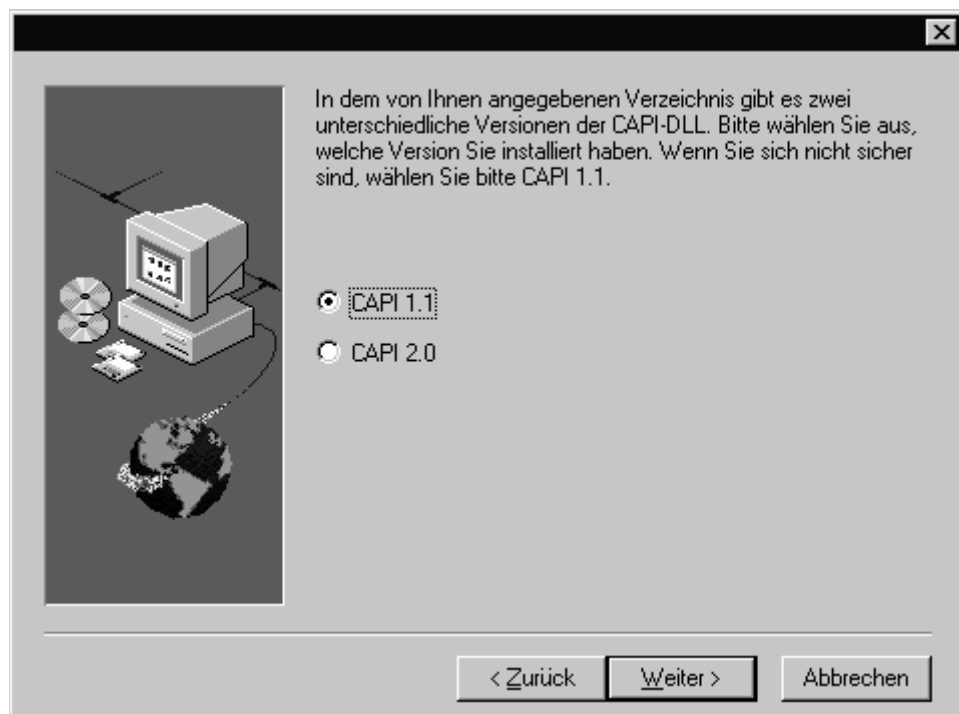 In dem von Ihnen angegebenen Verzeichnis gibt es zwei
unterschiedliche Versionen der CAPI-DLL. Bitte wählen Sie aus,
welche Version Sie installiert haben. Wenn Sie sich nicht sicher
sind, wählen Sie bitte CAPI 1.1.
CAPI 1.1
CAPI 2.0
< Zurück
Weiter >
Abbrechen